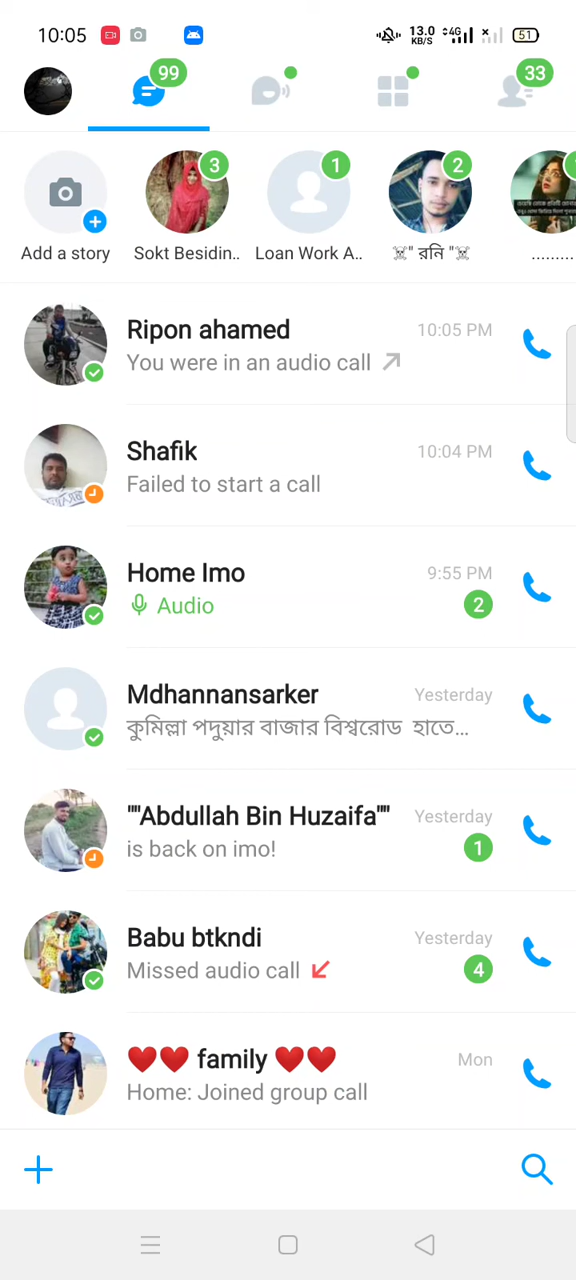 10:05
13.0 KB/S
4G
51
99
33
3
1
2
Add a story
Sokt Besidin..
Loan Work A..
☠" রনি "☠
.........
Ripon ahamed
10:05 PM
You were in an audio call
Shafik
10:04 PM
Failed to start a call
Home Imo
9:55 PM
Audio
2
Mdhannansarker
Yesterday
কুমিল্লা পদুয়ার বাজার বিশ্বরোড হাতে...
""Abdullah Bin Huzaifa""
Yesterday
is back on imo!
1
Babu btkndi
Yesterday
Missed audio call
4
❤️❤️ family ❤️❤️
Mon
Home: Joined group call